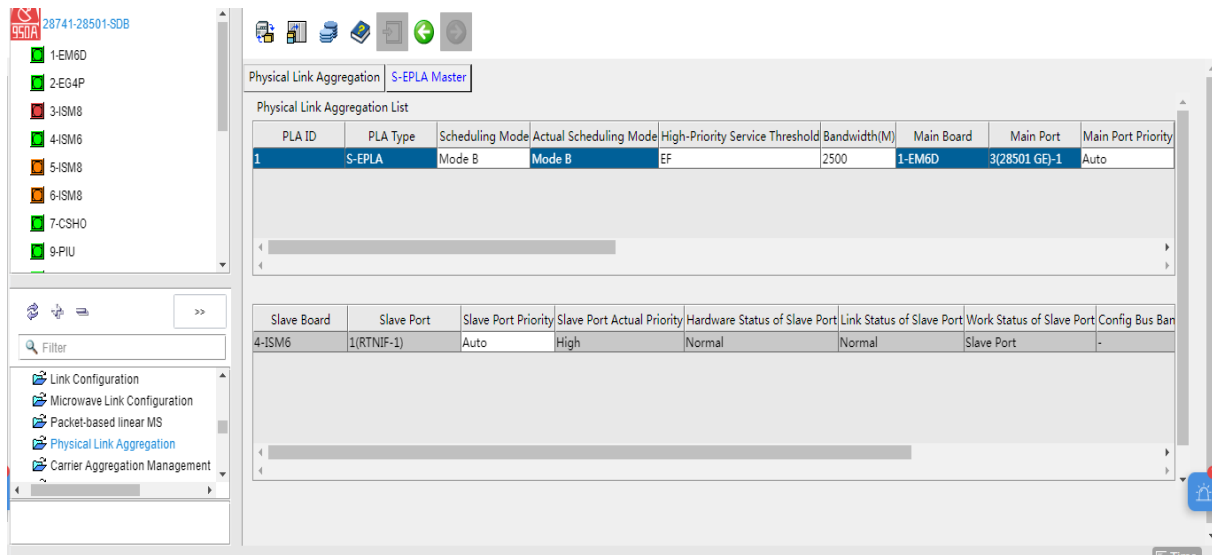 950A
28741-28501-SDB
1-EM6D
2-EG4P
3-ISM8
4-ISM6
5-ISM8
6-ISM8
7-CSHO
9-PIU
>>
Filter
Link Configuration
Microwave Link Configuration
Packet-based linear MS
Physical Link Aggregation
Carrier Aggregation Management
Physical Link Aggregation S-EPLA Master
Physical Link Aggregation List
PLA ID PLA Type Scheduling Mode Actual Scheduling Mode High-Priority Service Threshold Bandwidth(M) Main Board Main Port Main Port Priority
1 S-EPLA Mode B Mode B EF 2500 1-EM6D 3(28501 GE)-1 Auto
Slave Board Slave Port Slave Port Priority Slave Port Actual Priority Hardware Status of Slave Port Link Status of Slave Port Work Status of Slave Port Config Bus Ban
4-ISM6 1(RTNIF-1) Auto High Normal Normal Slave Port -